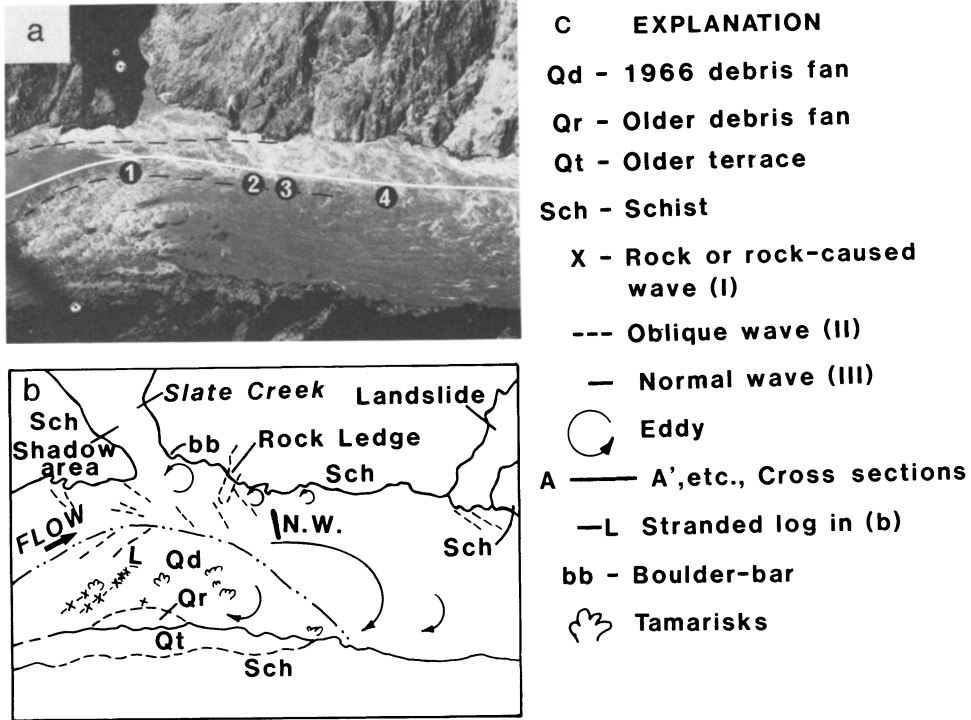 a
1
2
3
4
b
Slate Creek
Landslide
Sch
Shadow
area
bb
Rock Ledge
Sch
FLOW
N.W.
Sch
L
Qd
Qr
Qt
Sch
C EXPLANATION
Qd - 1966 debris fan
Qr - Older debris fan
Qt - Older terrace
Sch - Schist
X - Rock or rock-caused
wave (I)
--- Oblique wave (II)
— Normal wave (III)
Eddy
A —— A',etc., Cross sections
—L Stranded log in (b)
bb - Boulder-bar
Tamarisks